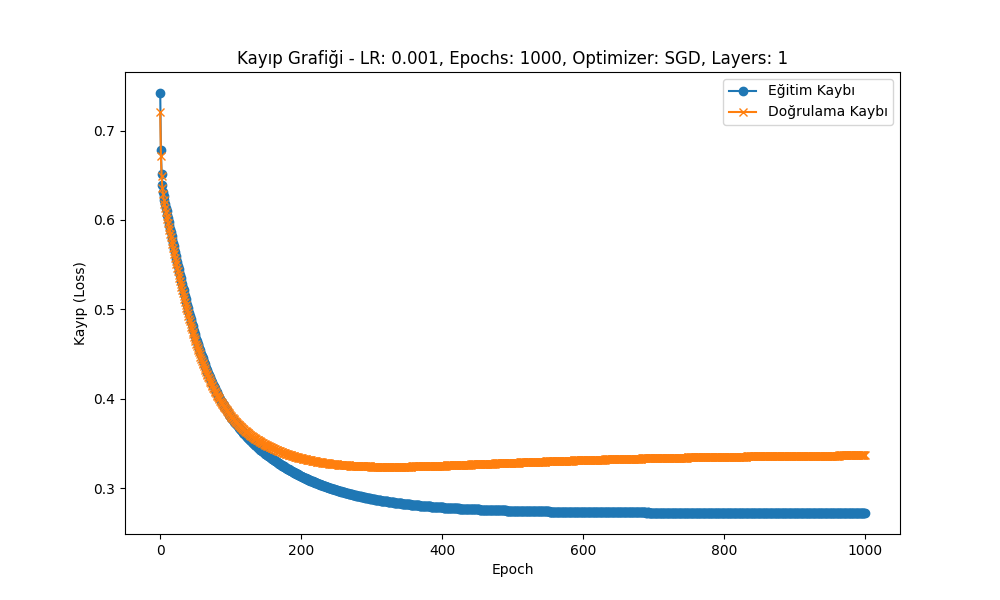 Kayıp Grafiği - LR: 0.001, Epochs: 1000, Optimizer: SGD, Layers: 1
Eğitim Kaybı
Doğrulama Kaybı
Kayıp (Loss)
0.7
0.6
0.5
0.4
0.3
0 200 400 600 800 1000
Epoch